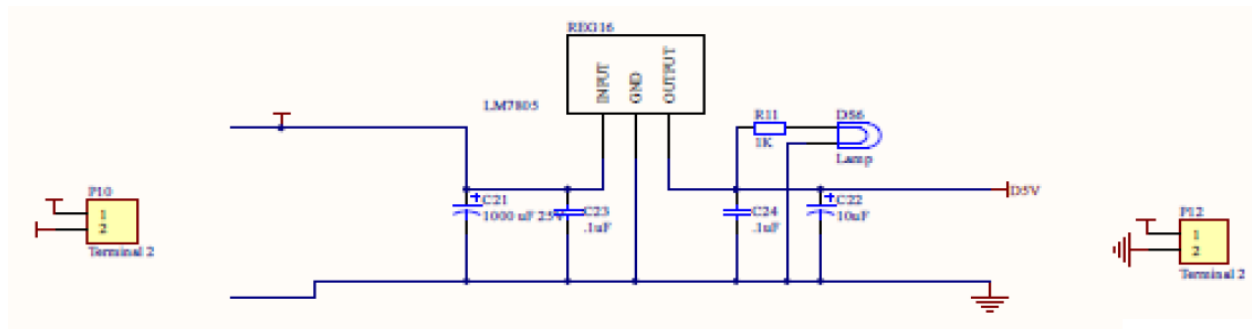 REG16
INPUT
GND
OUTPUT
LM7805
R11
1K
DS6
Lamp
P10
1
2
Terminal 2
C21
1000 uF 25V
C23
.1uF
C24
.1uF
C22
10uF
D5V
P12
1
2
Terminal 2